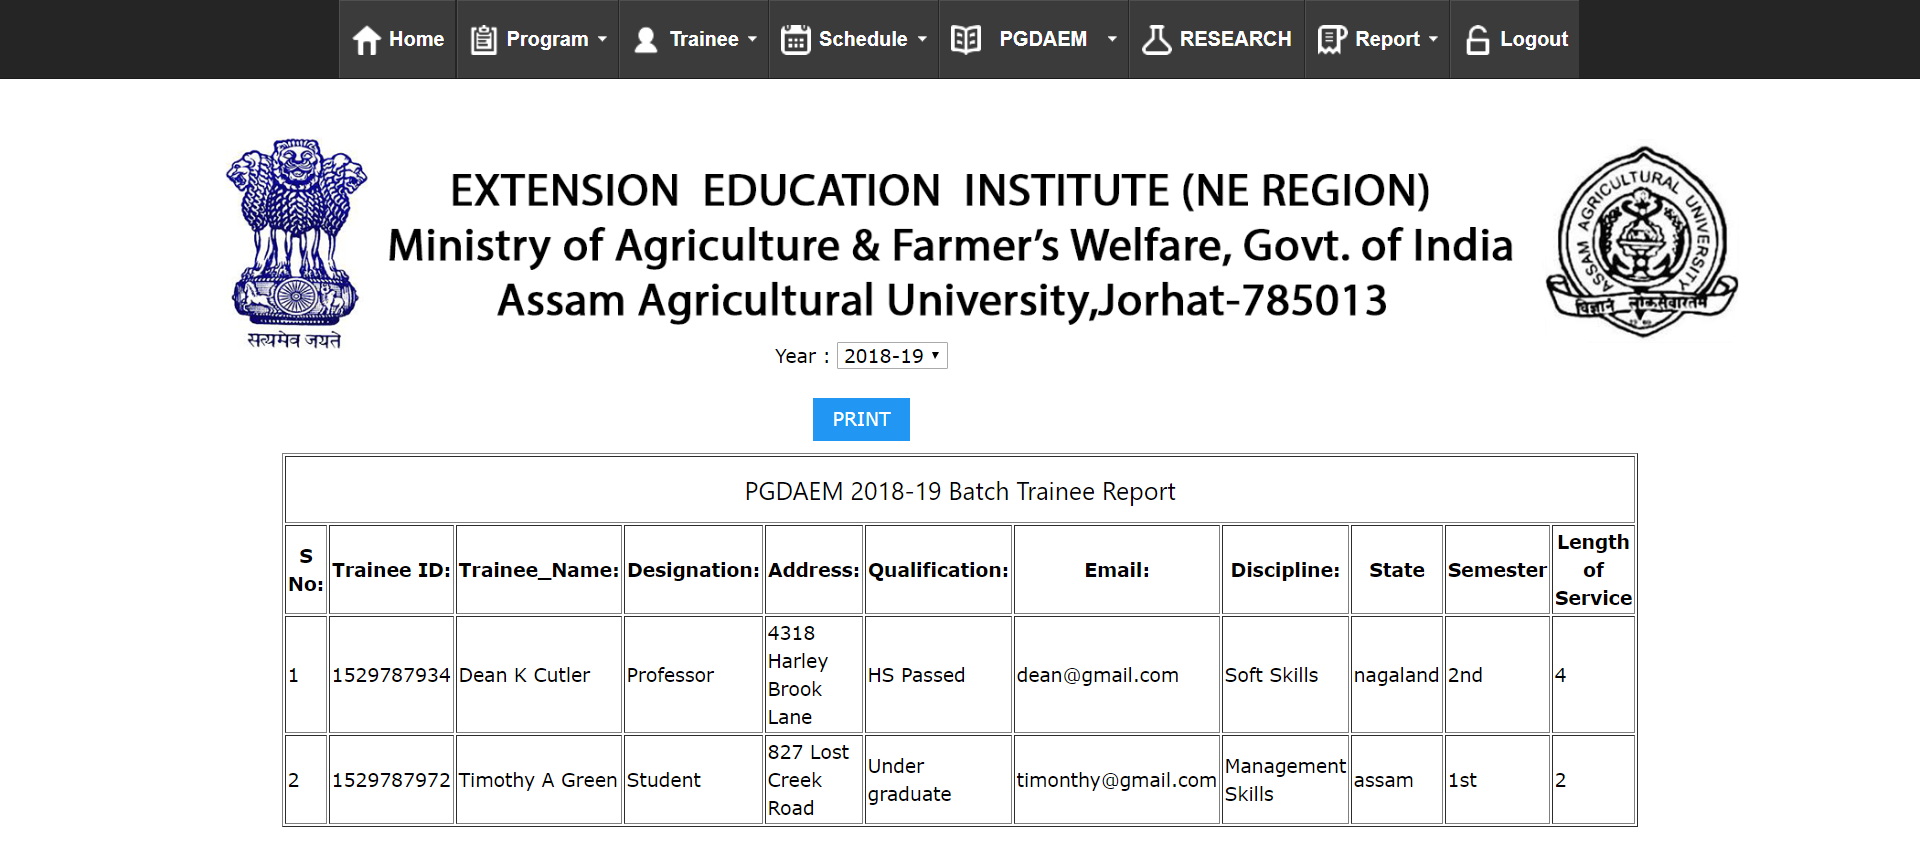 Home Program Trainee Schedule PGDAEM RESEARCH Report Logout
EXTENSION EDUCATION INSTITUTE (NE REGION)
Ministry of Agriculture & Farmer's Welfare, Govt. of India
Assam Agricultural University,Jorhat-785013
सत्यमेव जयते
ASSAM AGRICULTURAL UNIVERSITY
विज्ञानं लोकसेवारतम
Year : 2018-19
PRINT
PGDAEM 2018-19 Batch Trainee Report
S No: Trainee ID: Trainee_Name: Designation: Address: Qualification: Email: Discipline: State Semester Length of Service
1 1529787934 Dean K Cutler Professor 4318 Harley Brook Lane HS Passed dean@gmail.com Soft Skills nagaland 2nd 4
2 1529787972 Timothy A Green Student 827 Lost Creek Road Under graduate timonthy@gmail.com Management Skills assam 1st 2